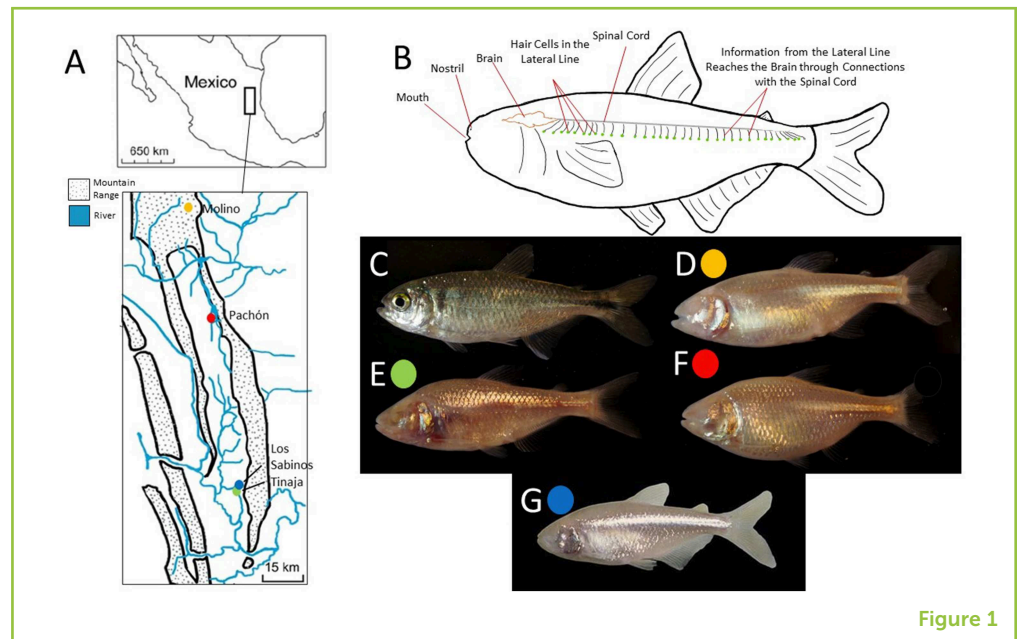 A
Mexico
650 km
Mountain
Range
River
Molino
Pachón
Los
Sabinos
Tinaja
15 km
B
Mouth
Nostril
Brain
Hair Cells in the
Lateral Line
Spinal Cord
Information from the Lateral Line
Reaches the Brain through Connections
with the Spinal Cord
C
D
E
F
G
Figure 1